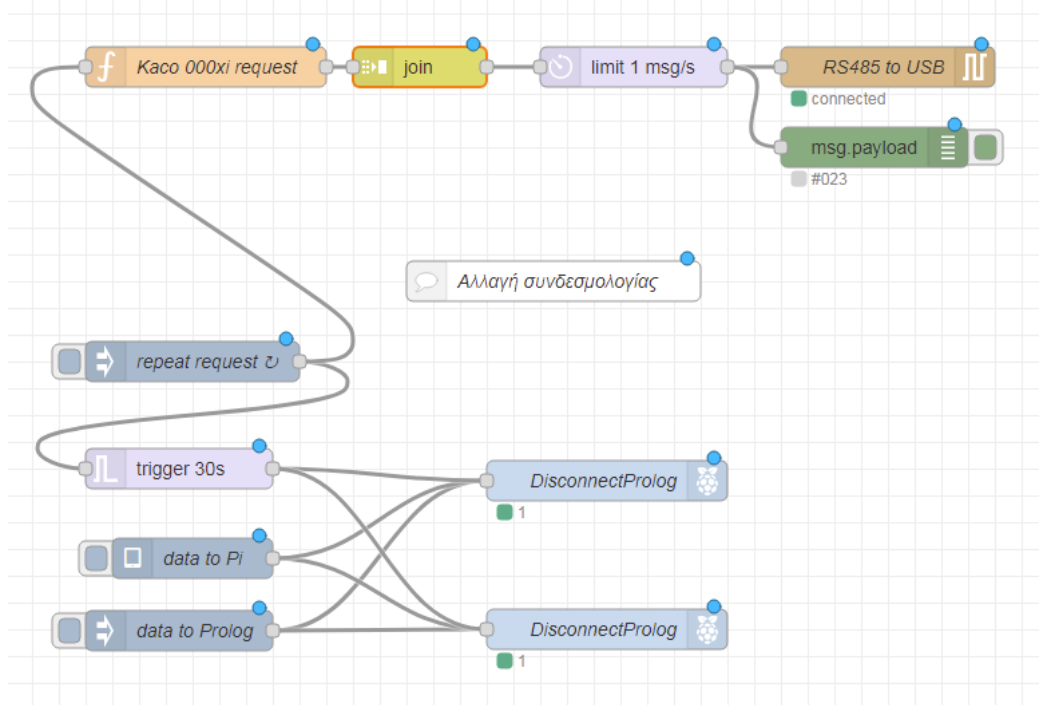 Kaco 000xi request
join
limit 1 msg/s
RS485 to USB
connected
msg.payload
#023
Αλλαγή συνδεσμολογίας
repeat request ↻
trigger 30s
DisconnectProlog
1
data to Pi
data to Prolog
DisconnectProlog
1